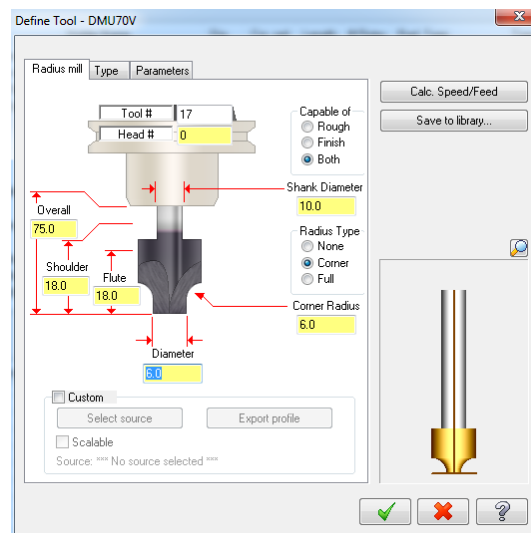 Define Tool - DMU70V
Radius mill Type Parameters
Calc. Speed/Feed
Save to library...
Tool # 17
Head # 0
Capable of
Rough
Finish
Both
Shank Diameter
10.0
Overall
75.0
Radius Type
None
Corner
Full
Shoulder
18.0
Flute
18.0
Corner Radius
6.0
Diameter
6.0
Custom
Select source Export profile
Scalable
Source: *** No source selected ***